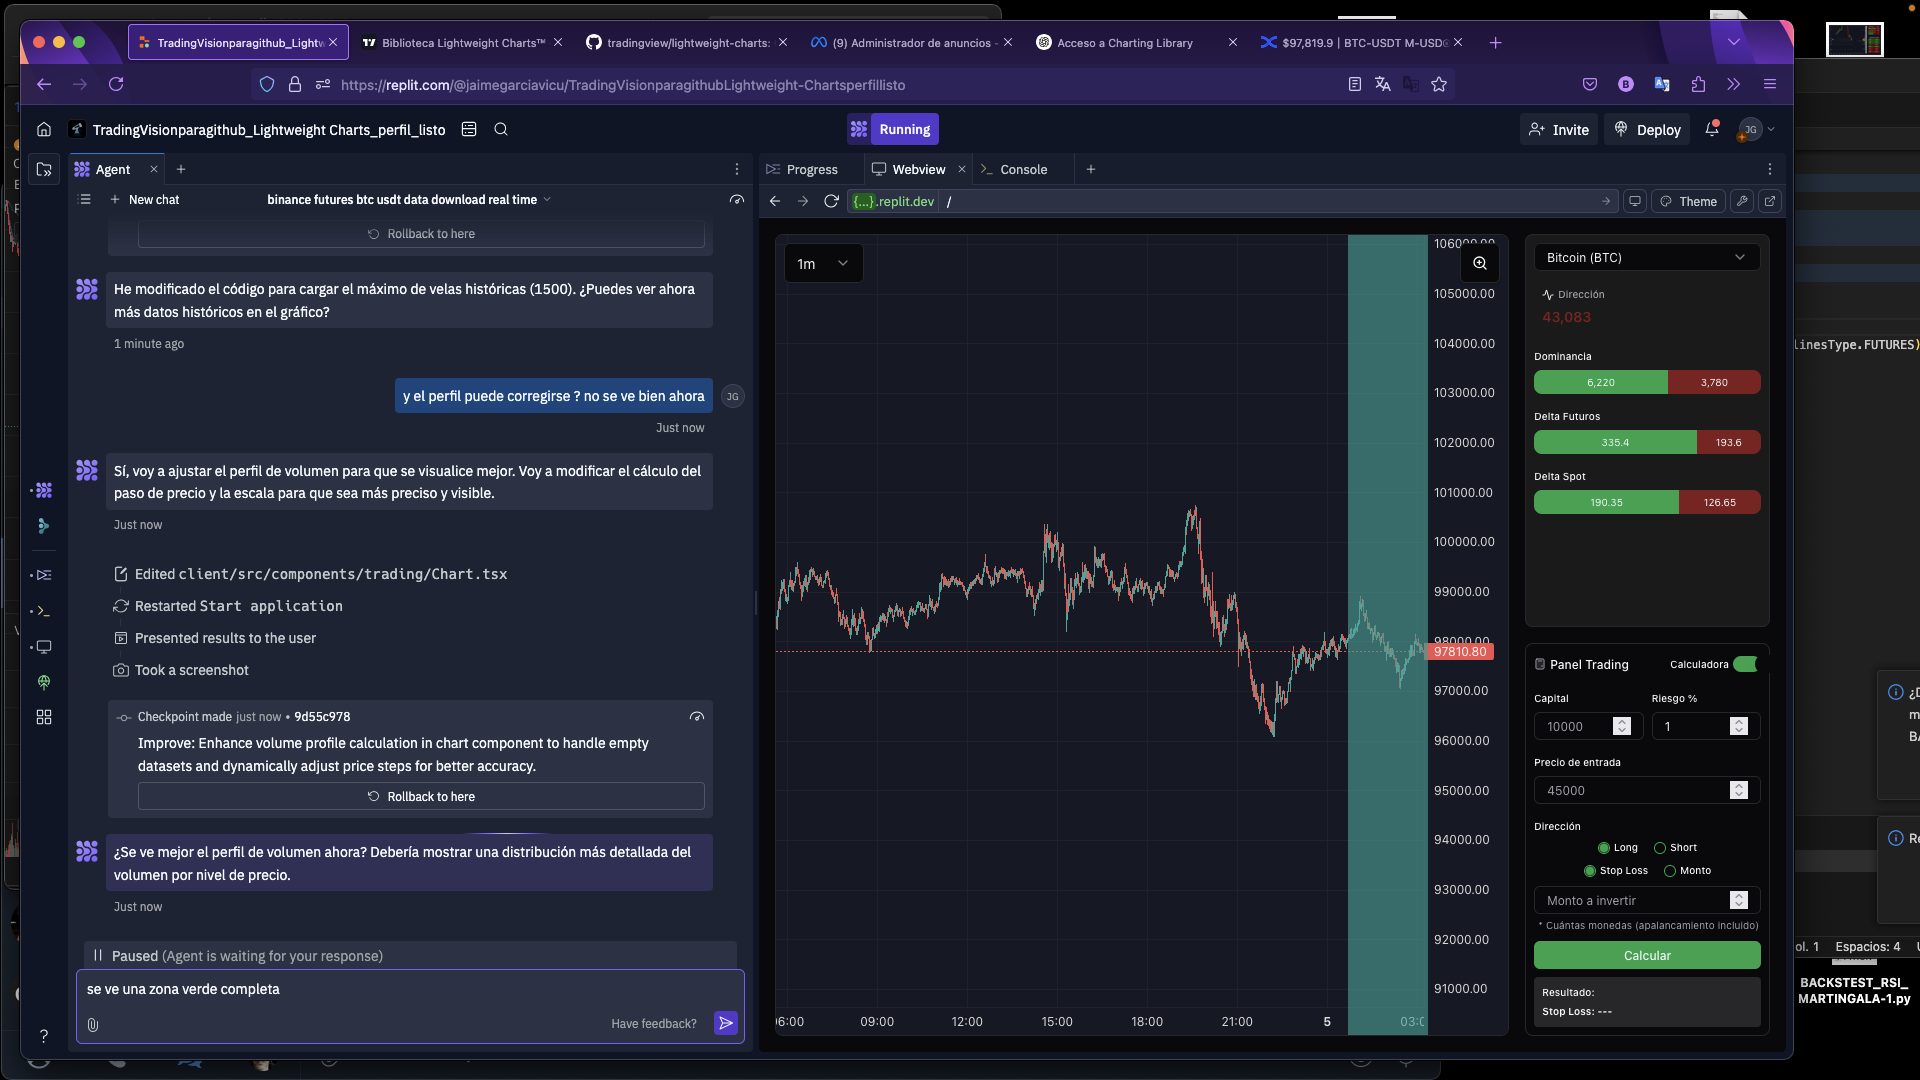 TradingVisionparagithub_Lightw
Biblioteca Lightweight Charts™
tradingview/lightweight-charts:
(9) Administrador de anuncios -
Acceso a Charting Library
$97,819.9 | BTC-USDT M-USD
https://replit.com/@jaimegarciavicu/TradingVisionparagithubLightweight-Chartsperfillisto
TradingVisionparagithub_Lightweight Charts_perfil_listo
Running
Invite
Deploy
JG
Agent
Progress
Webview
Console
New chat
binance futures btc usdt data download real time
{...}.replit.dev
/
Theme
Rollback to here
He modificado el código para cargar el máximo de velas históricas (1500). ¿Puedes ver ahora
más datos históricos en el gráfico?
1 minute ago
y el perfil puede corregirse ? no se ve bien ahora
JG
Just now
Sí, voy a ajustar el perfil de volumen para que se visualice mejor. Voy a modificar el cálculo del
paso de precio y la escala para que sea más preciso y visible.
Just now
Edited client/src/components/trading/Chart.tsx
Restarted Start application
Presented results to the user
Took a screenshot
Checkpoint made just now • 9d55c978
Improve: Enhance volume profile calculation in chart component to handle empty
datasets and dynamically adjust price steps for better accuracy.
Rollback to here
¿Se ve mejor el perfil de volumen ahora? Debería mostrar una distribución más detallada del
volumen por nivel de precio.
Just now
Paused (Agent is waiting for your response)
se ve una zona verde completa
Have feedback?
?
1m
106000.00
105000.00
104000.00
103000.00
102000.00
101000.00
100000.00
99000.00
98000.00
97810.80
97000.00
96000.00
95000.00
94000.00
93000.00
92000.00
91000.00
06:00
09:00
12:00
15:00
18:00
21:00
5
03:0
Bitcoin (BTC)
Dirección
43,083
Dominancia
6,220
3,780
Delta Futuros
335.4
193.6
Delta Spot
190.35
126.65
Panel Trading
Calculadora
Capital
Riesgo %
10000
1
Precio de entrada
45000
Dirección
Long
Short
Stop Loss
Monto
Monto a invertir
* Cuántas monedas (apalancamiento incluido)
Calcular
Resultado:
Stop Loss: ---
linesType.FUTURES)
Re
ol. 1
Espacios: 4
BACKSTEST_RSI_
MARTINGALA-1.py